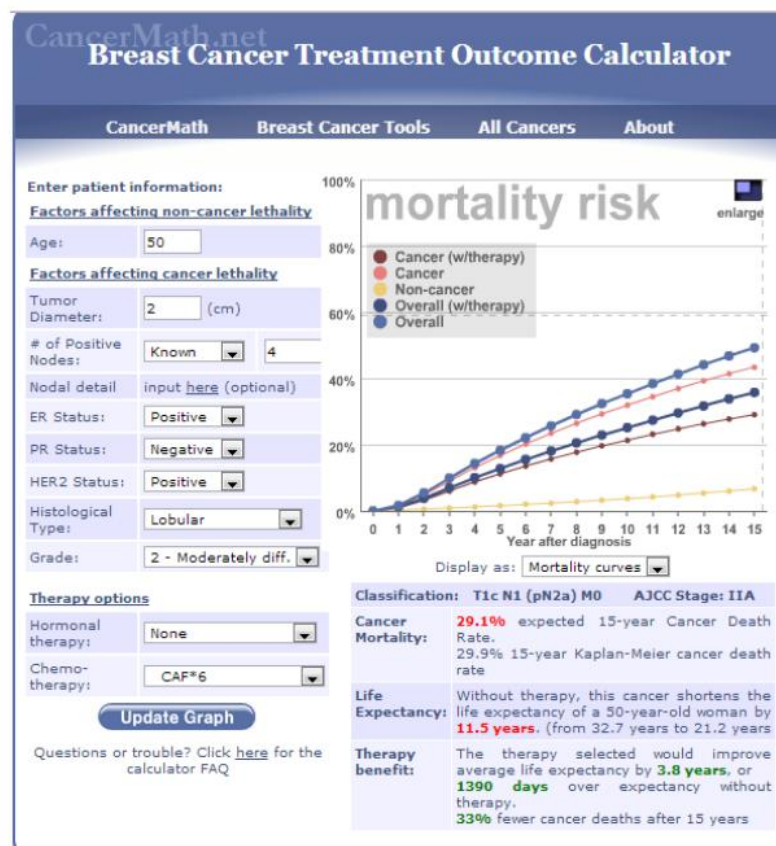 CancerMath.net
Breast Cancer Treatment Outcome Calculator
CancerMath Breast Cancer Tools All Cancers About
Enter patient information:
Factors affecting non-cancer lethality
Age: 50
Factors affecting cancer lethality
Tumor
Diameter: 2 (cm)
# of Positive
Nodes: Known 4
Nodal detail input here (optional)
ER Status: Positive
PR Status: Negative
HER2 Status: Positive
Histological
Type: Lobular
Grade: 2 - Moderately diff.
Therapy options
Hormonal
therapy: None
Chemo-
therapy: CAF*6
Update Graph
Questions or trouble? Click here for the
calculator FAQ
mortality risk
enlarge
100%
80%
60%
40%
20%
0%
Cancer (w/therapy)
Cancer
Non-cancer
Overall (w/therapy)
Overall
0 1 2 3 4 5 6 7 8 9 10 11 12 13 14 15
Year after diagnosis
Display as: Mortality curves
Classification: T1c N1 (pN2a) M0 AJCC Stage: IIA
Cancer
Mortality:
29.1% expected 15-year Cancer Death
Rate.
29.9% 15-year Kaplan-Meier cancer death
rate
Life
Expectancy:
Without therapy, this cancer shortens the
life expectancy of a 50-year-old woman by
11.5 years. (from 32.7 years to 21.2 years
Therapy
benefit:
The therapy selected would improve
average life expectancy by 3.8 years, or
1390 days over expectancy without
therapy.
33% fewer cancer deaths after 15 years